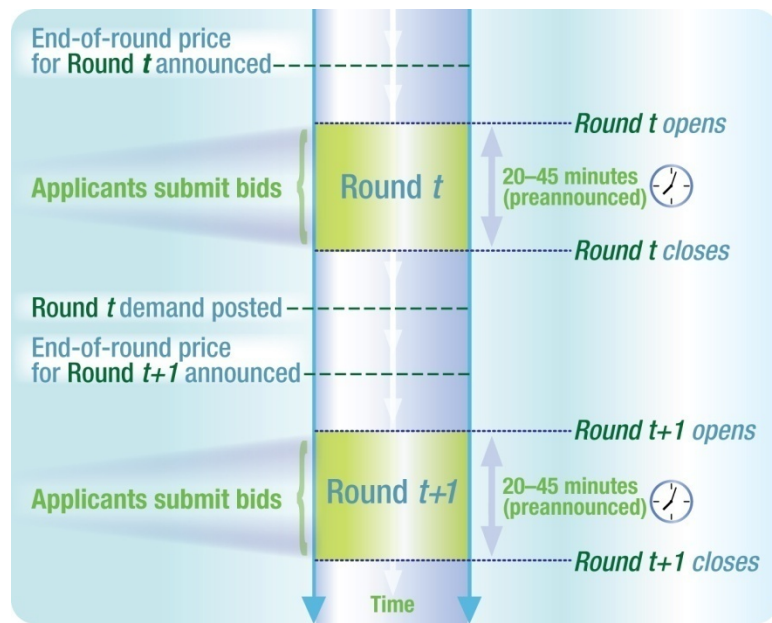 End-of-round price
for Round t announced
Round t opens
Applicants submit bids
Round t
20–45 minutes
(preannounced)
Round t closes
Round t demand posted
End-of-round price
for Round t+1 announced
Round t+1 opens
Applicants submit bids
Round t+1
20–45 minutes
(preannounced)
Round t+1 closes
Time